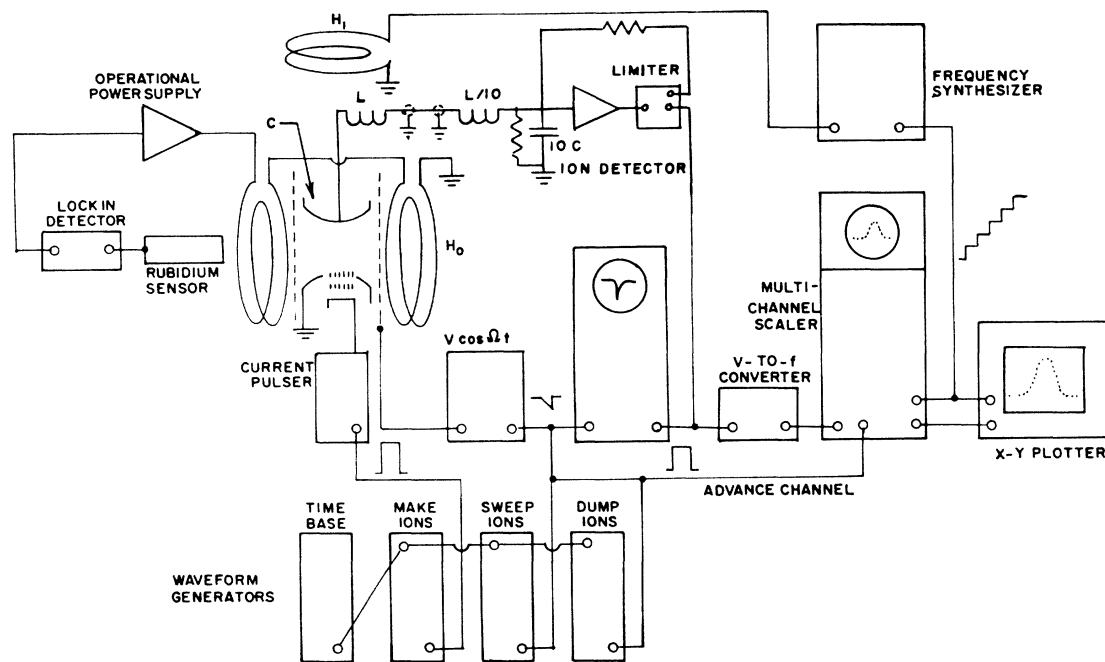 H₁
OPERATIONAL
POWER SUPPLY
L
L/10
LIMITER
FREQUENCY
SYNTHESIZER
C
10 C
ION DETECTOR
LOCK IN
DETECTOR
RUBIDIUM
SENSOR
H₀
MULTI-
CHANNEL
SCALER
V cos Ω t
CURRENT
PULSER
V-TO-f
CONVERTER
X-Y PLOTTER
ADVANCE CHANNEL
TIME
BASE
MAKE
IONS
SWEEP
IONS
DUMP
IONS
WAVEFORM
GENERATORS